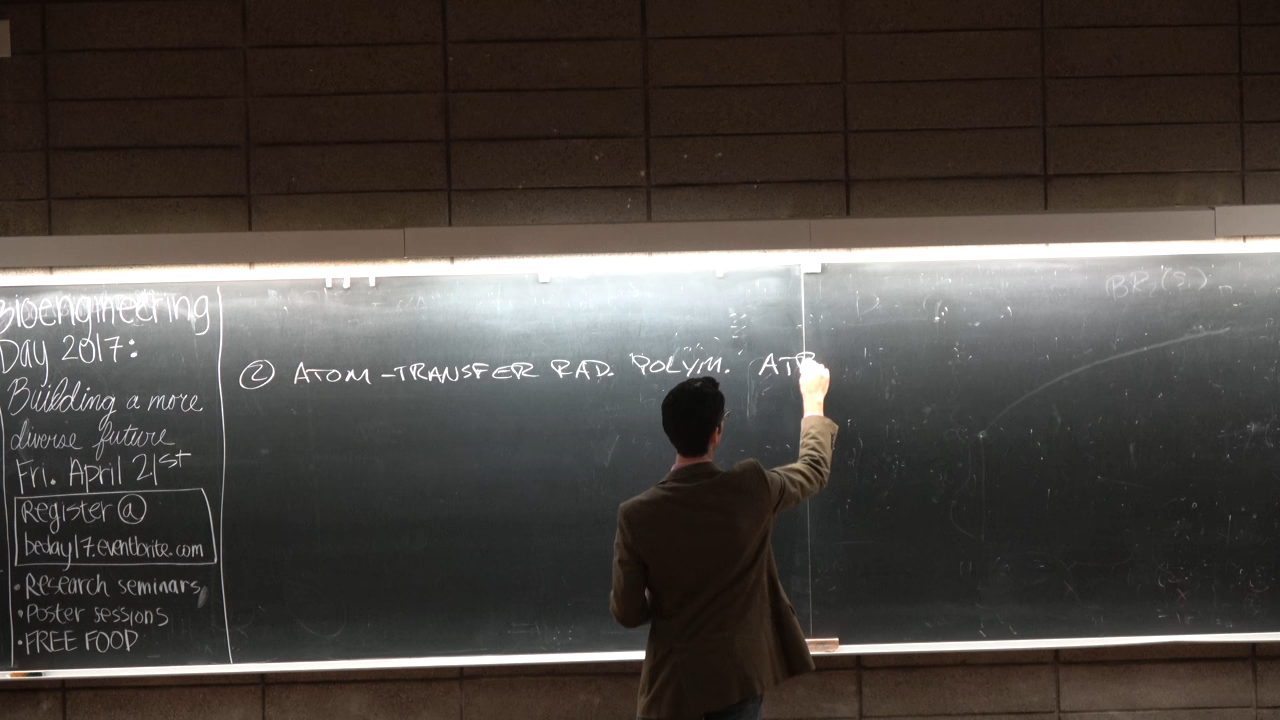 Bioengineering
Day 2017:
Building a more
diverse future
Fri. April 21st
Register @
beday17.eventbrite.com
• Research seminars
• Poster sessions
• FREE FOOD
② ATOM-TRANSFER RAD. POLYM. ATR